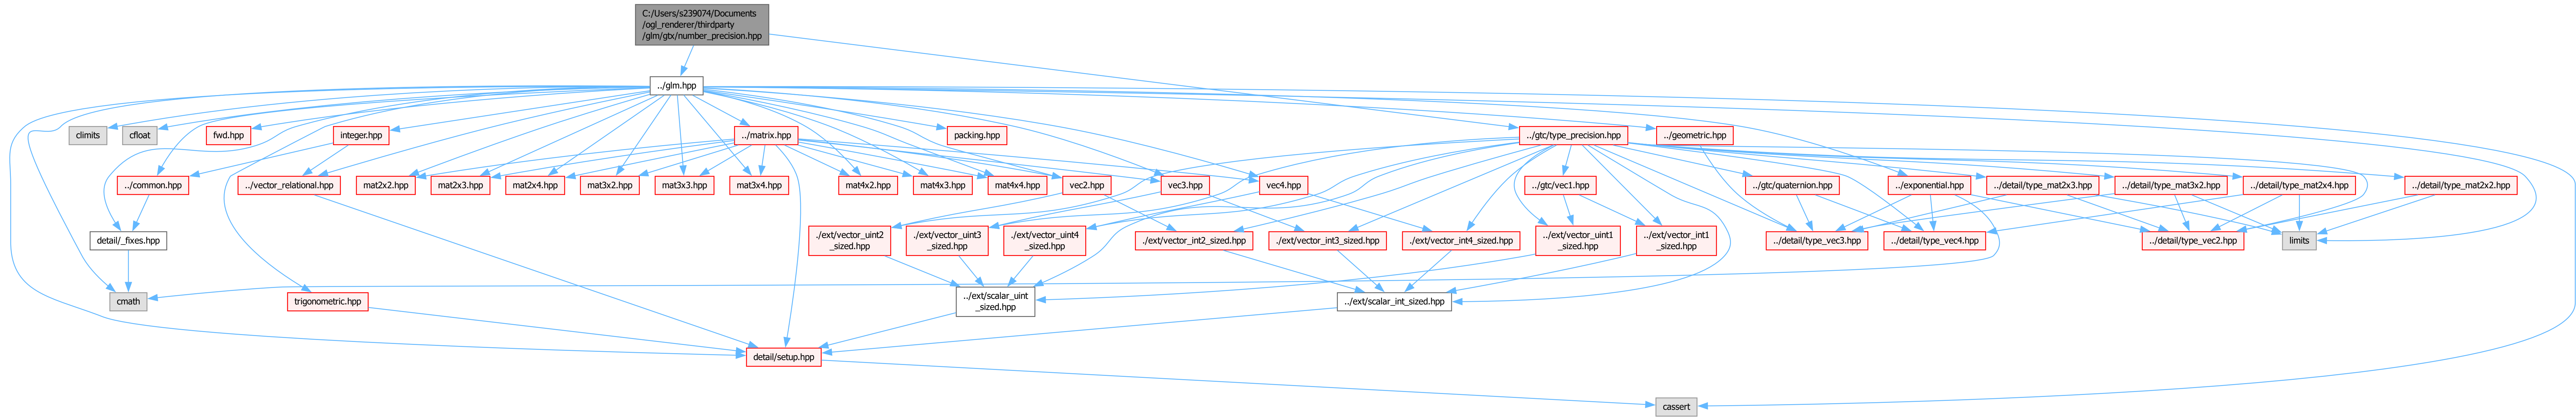 C:/Users/s239074/Documents
/ogl_renderer/thirdparty
/glm/gtx/number_precision.hpp
../glm.hpp
climits
cfloat
fwd.hpp
integer.hpp
../matrix.hpp
packing.hpp
../gtc/type_precision.hpp
../geometric.hpp
../common.hpp
../vector_relational.hpp
mat2x2.hpp
mat2x3.hpp
mat2x4.hpp
mat3x2.hpp
mat3x3.hpp
mat3x4.hpp
mat4x2.hpp
mat4x3.hpp
mat4x4.hpp
vec2.hpp
vec3.hpp
vec4.hpp
../gtc/vec1.hpp
../gtc/quaternion.hpp
../exponential.hpp
../detail/type_mat2x3.hpp
../detail/type_mat3x2.hpp
../detail/type_mat2x4.hpp
../detail/type_mat2x2.hpp
detail/_fixes.hpp
./ext/vector_uint2
_sized.hpp
./ext/vector_uint3
_sized.hpp
./ext/vector_uint4
_sized.hpp
./ext/vector_int2_sized.hpp
./ext/vector_int3_sized.hpp
./ext/vector_int4_sized.hpp
./ext/vector_uint1
_sized.hpp
./ext/vector_int1
_sized.hpp
../detail/type_vec3.hpp
../detail/type_vec4.hpp
../detail/type_vec2.hpp
limits
cmath
trigonometric.hpp
../ext/scalar_uint
_sized.hpp
../ext/scalar_int_sized.hpp
detail/setup.hpp
cassert